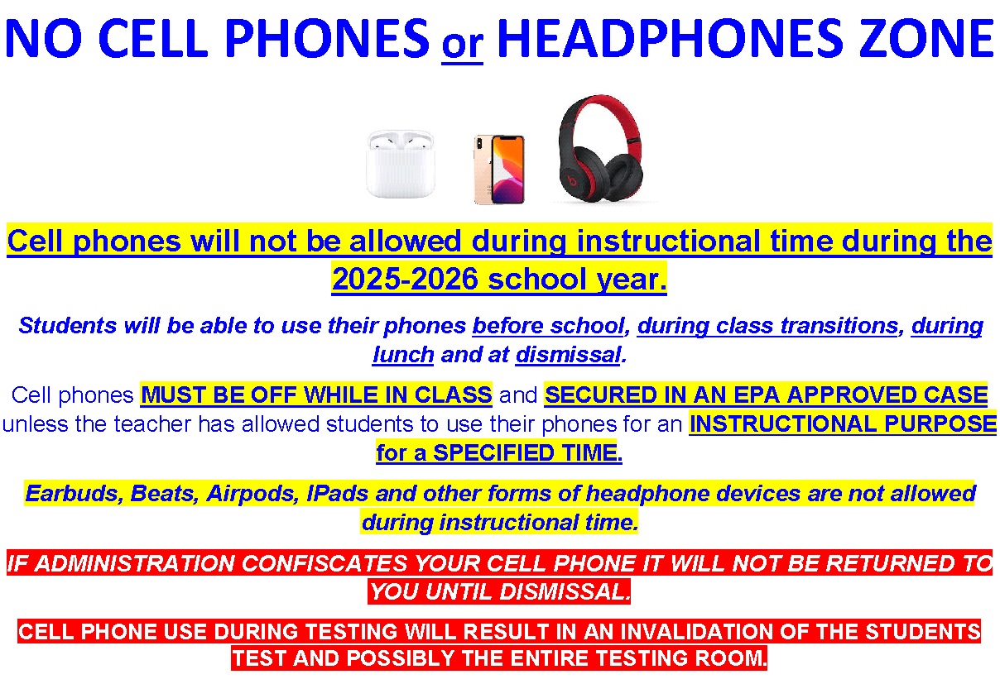 NO CELL PHONES or HEADPHONES ZONE
Cell phones will not be allowed during instructional time during the
2025-2026 school year.
Students will be able to use their phones before school, during class transitions, during
lunch and at dismissal.
Cell phones MUST BE OFF WHILE IN CLASS and SECURED IN AN EPA APPROVED CASE
unless the teacher has allowed students to use their phones for an INSTRUCTIONAL PURPOSE
for a SPECIFIED TIME.
Earbuds, Beats, Airpods, IPads and other forms of headphone devices are not allowed
during instructional time.
IF ADMINISTRATION CONFISCATES YOUR CELL PHONE IT WILL NOT BE RETURNED TO
YOU UNTIL DISMISSAL.
CELL PHONE USE DURING TESTING WILL RESULT IN AN INVALIDATION OF THE STUDENTS
TEST AND POSSIBLY THE ENTIRE TESTING ROOM.